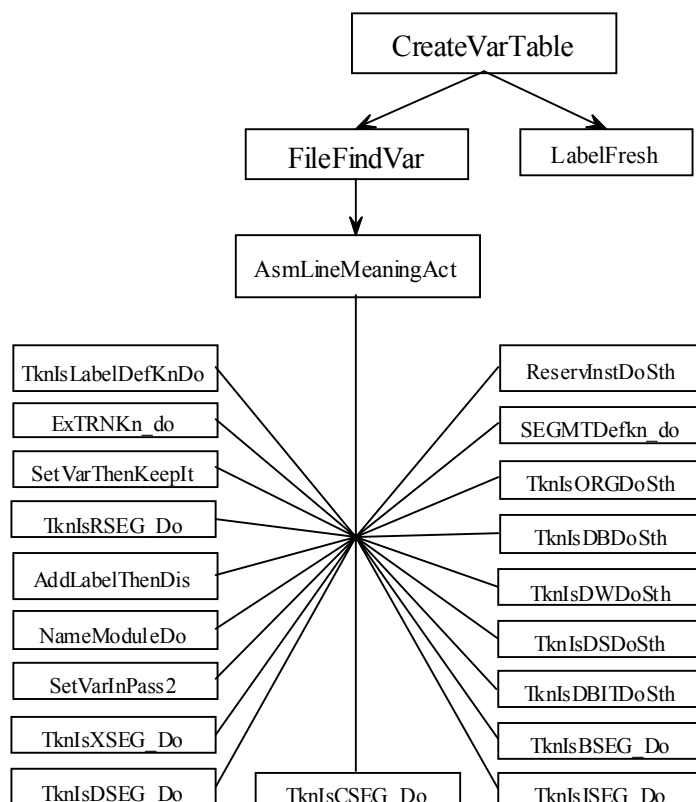 CreateVarTable
FileFindVar
LabelFresh
AsmLineMeaningAct
TknIsLabelDefKnDo
ExTRNKn_do
SetVarThenKeepIt
TknIsRSEG_Do
AddLabelThenDis
NameModuleDo
SetVarInPass2
TknIsXSEG_Do
TknIsDSEG_Do
TknIsCSEG_Do
ReservInstDoSth
SEGMTDefkn_do
TknIsORGDoSth
TknIsDBDoSth
TknIsDWDoSth
TknIsDSDoSth
TknIsDBITDoSth
TknIsBSEG_Do
TknIsISEG_Do